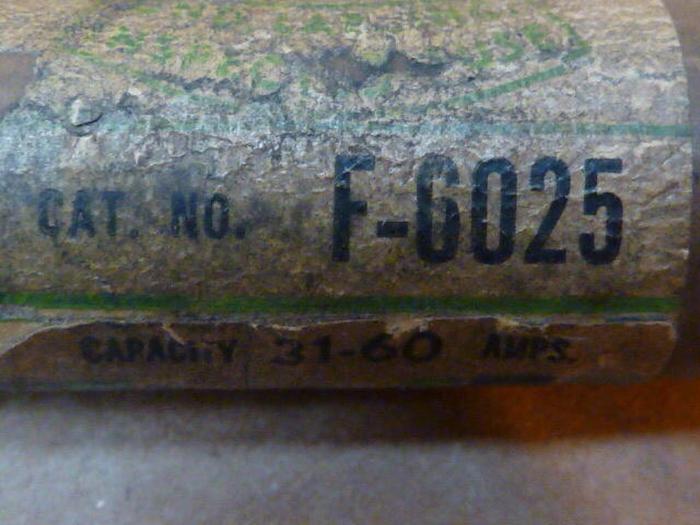 CAT. NO. F-6025
CAPACITY 31-60 AMPS.